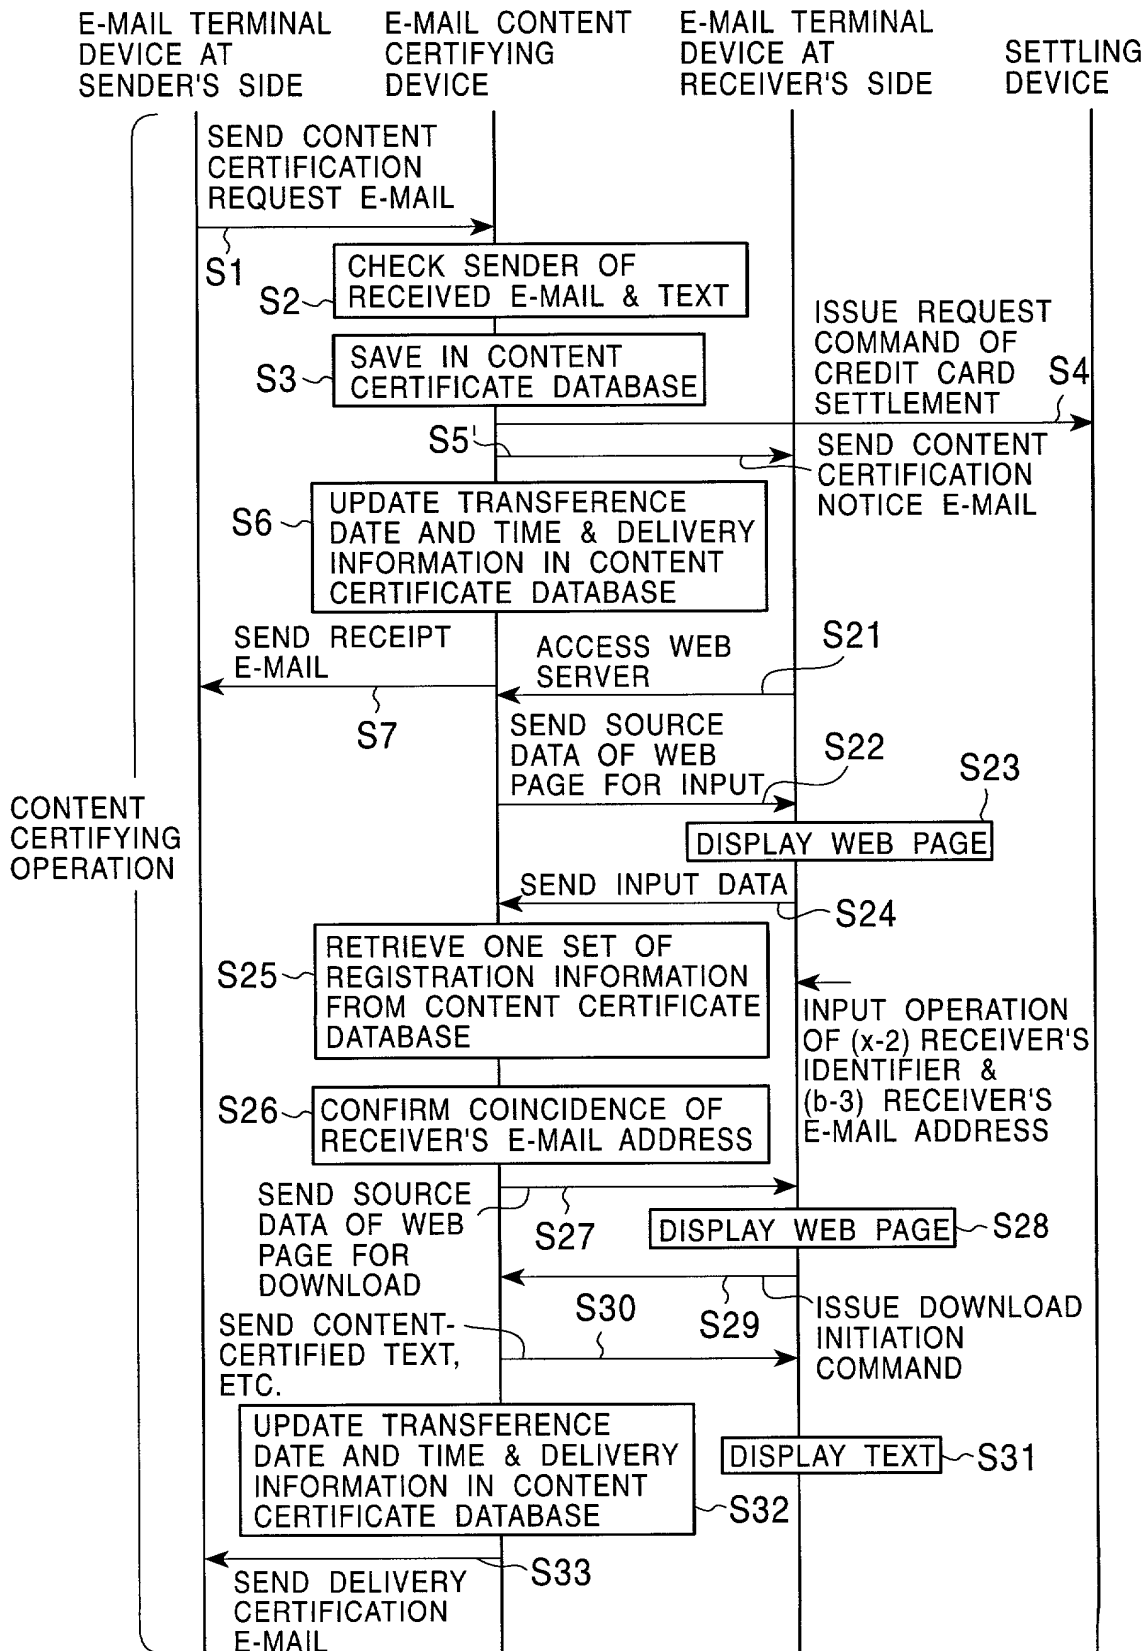 E-MAIL TERMINAL
DEVICE AT
SENDER'S SIDE
E-MAIL CONTENT
CERTIFYING
DEVICE
E-MAIL TERMINAL
DEVICE AT
RECEIVER'S SIDE
SETTLING
DEVICE
SEND CONTENT
CERTIFICATION
REQUEST E-MAIL
S1
CHECK SENDER OF
RECEIVED E-MAIL & TEXT
S2
SAVE IN CONTENT
CERTIFICATE DATABASE
S3
ISSUE REQUEST
COMMAND OF
CREDIT CARD
SETTLEMENT
S4
S5'
SEND CONTENT
CERTIFICATION
NOTICE E-MAIL
S6
UPDATE TRANSFERENCE
DATE AND TIME & DELIVERY
INFORMATION IN CONTENT
CERTIFICATE DATABASE
SEND RECEIPT
E-MAIL
S7
ACCESS WEB
SERVER
S21
SEND SOURCE
DATA OF WEB
PAGE FOR INPUT
S22
S23
DISPLAY WEB PAGE
CONTENT
CERTIFYING
OPERATION
SEND INPUT DATA
S24
S25
RETRIEVE ONE SET OF
REGISTRATION INFORMATION
FROM CONTENT CERTIFICATE
DATABASE
INPUT OPERATION
OF (x-2) RECEIVER'S
IDENTIFIER &
(b-3) RECEIVER'S
E-MAIL ADDRESS
S26
CONFIRM COINCIDENCE OF
RECEIVER'S E-MAIL ADDRESS
SEND SOURCE
DATA OF WEB
PAGE FOR
DOWNLOAD
S27
DISPLAY WEB PAGE
S28
S29
ISSUE DOWNLOAD
INITIATION
COMMAND
S30
SEND CONTENT-
CERTIFIED TEXT,
ETC.
UPDATE TRANSFERENCE
DATE AND TIME & DELIVERY
INFORMATION IN CONTENT
CERTIFICATE DATABASE
S32
DISPLAY TEXT
S31
S33
SEND DELIVERY
CERTIFICATION
E-MAIL